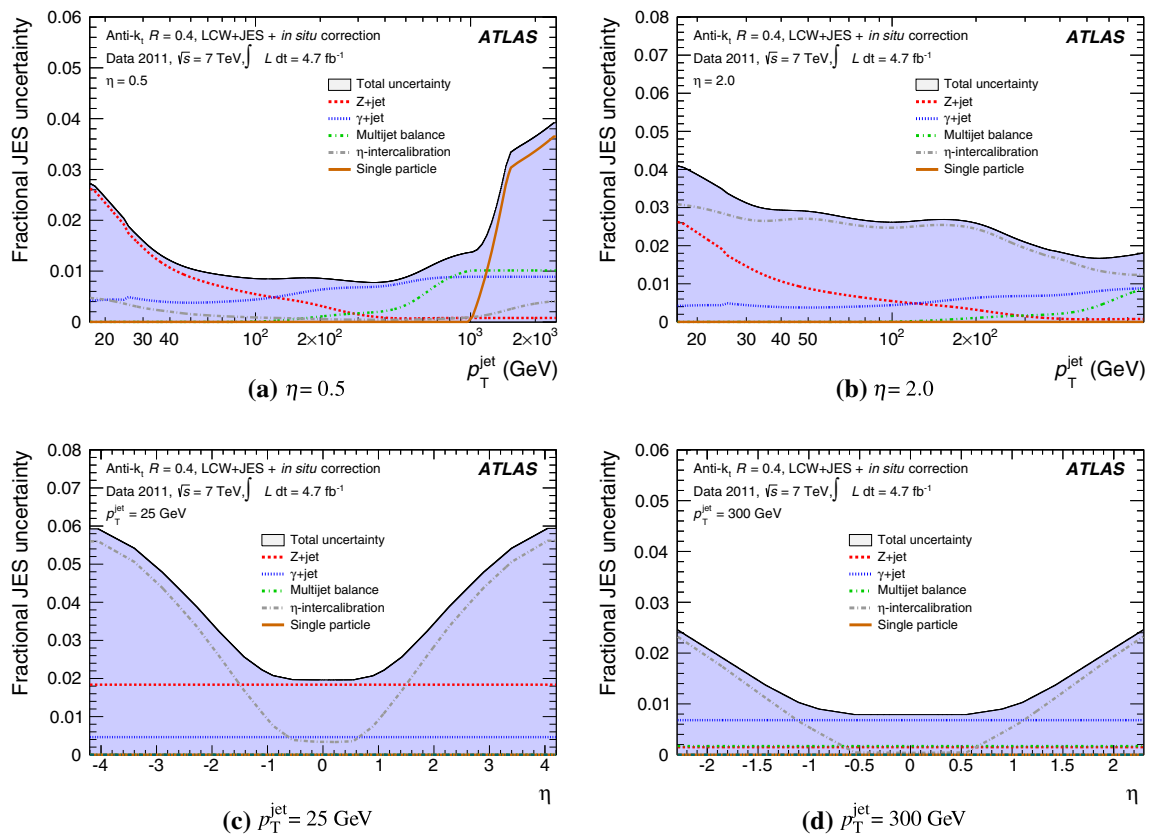 Fractional JES uncertainty
0.06
0.05
0.04
0.03
0.02
0.01
0
Anti-kₜ R = 0.4, LCW+JES + in situ correction
ATLAS
Data 2011, √s = 7 TeV, ∫ L dt = 4.7 fb⁻¹
η = 0.5
Total uncertainty
Z+jet
γ+jet
Multijet balance
η-intercalibration
Single particle
20 30 40 10² 2×10² 10³ 2×10³
p_T^jet (GeV)
(a) η = 0.5
Fractional JES uncertainty
0.08
0.07
0.06
0.05
0.04
0.03
0.02
0.01
0
Anti-kₜ R = 0.4, LCW+JES + in situ correction
ATLAS
Data 2011, √s = 7 TeV, ∫ L dt = 4.7 fb⁻¹
η = 2.0
Total uncertainty
Z+jet
γ+jet
Multijet balance
η-intercalibration
Single particle
20 30 40 50 10² 2×10²
p_T^jet (GeV)
(b) η = 2.0
Fractional JES uncertainty
0.08
0.07
0.06
0.05
0.04
0.03
0.02
0.01
0
Anti-kₜ R = 0.4, LCW+JES + in situ correction
ATLAS
Data 2011, √s = 7 TeV, ∫ L dt = 4.7 fb⁻¹
p_T^jet = 25 GeV
Total uncertainty
Z+jet
γ+jet
Multijet balance
η-intercalibration
Single particle
-4 -3 -2 -1 0 1 2 3 4
η
(c) p_T^jet = 25 GeV
Fractional JES uncertainty
0.06
0.05
0.04
0.03
0.02
0.01
0
Anti-kₜ R = 0.4, LCW+JES + in situ correction
ATLAS
Data 2011, √s = 7 TeV, ∫ L dt = 4.7 fb⁻¹
p_T^jet = 300 GeV
Total uncertainty
Z+jet
γ+jet
Multijet balance
η-intercalibration
Single particle
-2 -1.5 -1 -0.5 0 0.5 1 1.5 2
η
(d) p_T^jet = 300 GeV